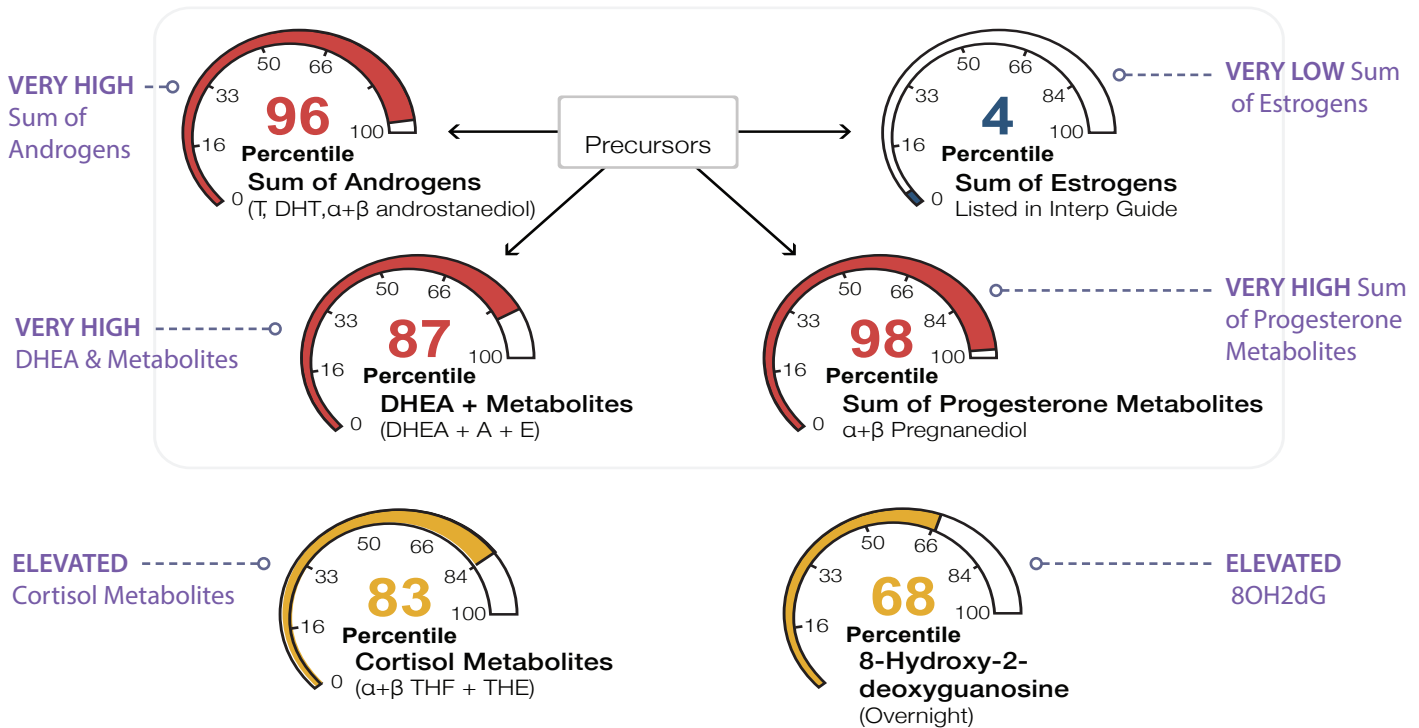 VERY HIGH
Sum of
Androgens
0
16
33
50
66
100
96
Percentile
Sum of Androgens
(T, DHT,α+β androstanediol)
Precursors
0
16
33
50
66
84
100
4
Percentile
Sum of Estrogens
Listed in Interp Guide
VERY LOW Sum
of Estrogens
VERY HIGH
DHEA & Metabolites
0
16
33
50
66
100
87
Percentile
DHEA + Metabolites
(DHEA + A + E)
0
16
33
50
66
84
100
98
Percentile
Sum of Progesterone Metabolites
α+β Pregnanediol
VERY HIGH Sum
of Progesterone
Metabolites
ELEVATED
Cortisol Metabolites
0
16
33
50
66
84
100
83
Percentile
Cortisol Metabolites
(α+β THF + THE)
0
16
33
50
66
84
100
68
Percentile
8-Hydroxy-2-
deoxyguanosine
(Overnight)
ELEVATED
8OH2dG